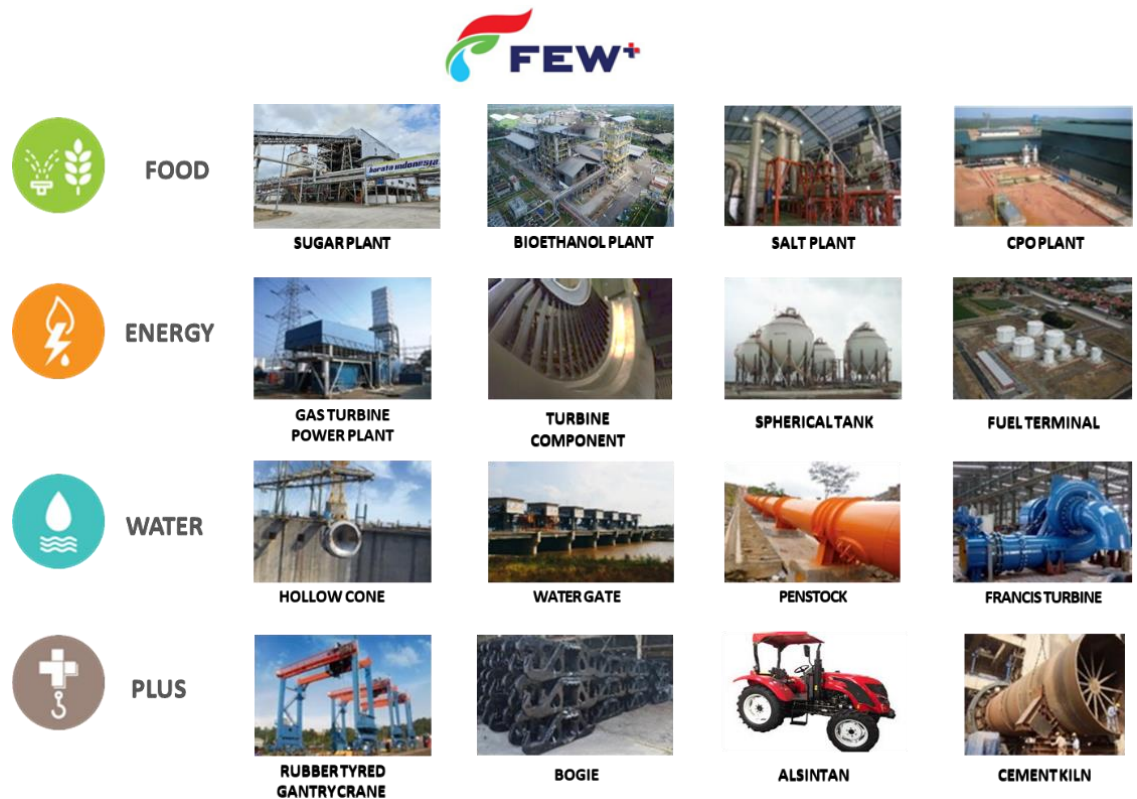 FEW+
FOOD
SUGAR PLANT
BIOETHANOL PLANT
SALT PLANT
CPO PLANT
barata indonesia
ENERGY
GAS TURBINE
POWER PLANT
TURBINE
COMPONENT
SPHERICAL TANK
FUEL TERMINAL
WATER
HOLLOW CONE
WATER GATE
PENSTOCK
FRANCIS TURBINE
PLUS
RUBBER TYRED
GANTRY CRANE
BOGIE
ALSINTAN
CEMENT KILN